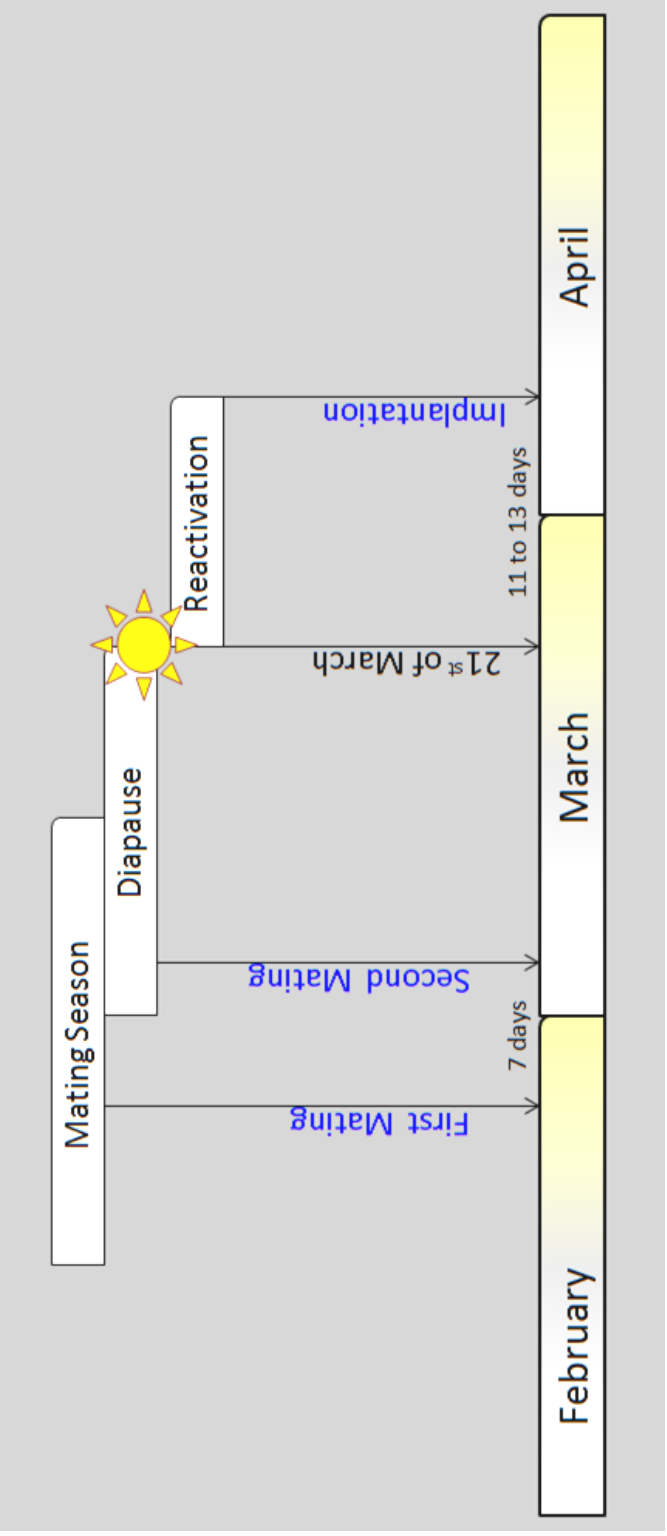 Mating Season
Diapause
Reactivation
First Mating
Second Mating
21st of March
Implantation
7 days
11 to 13 days
February
March
April